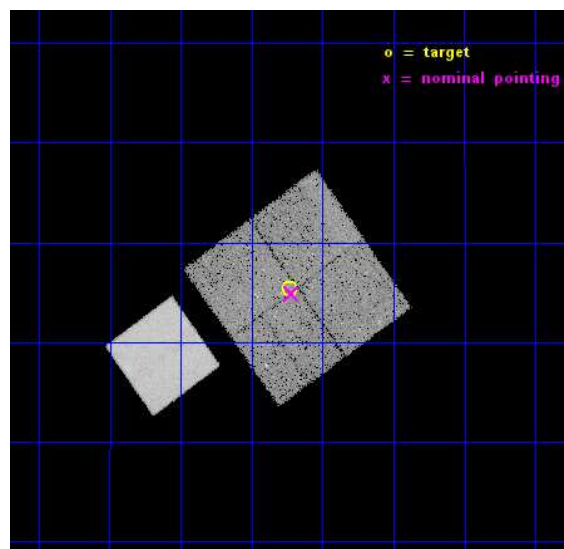 o = target
x = nominal pointing